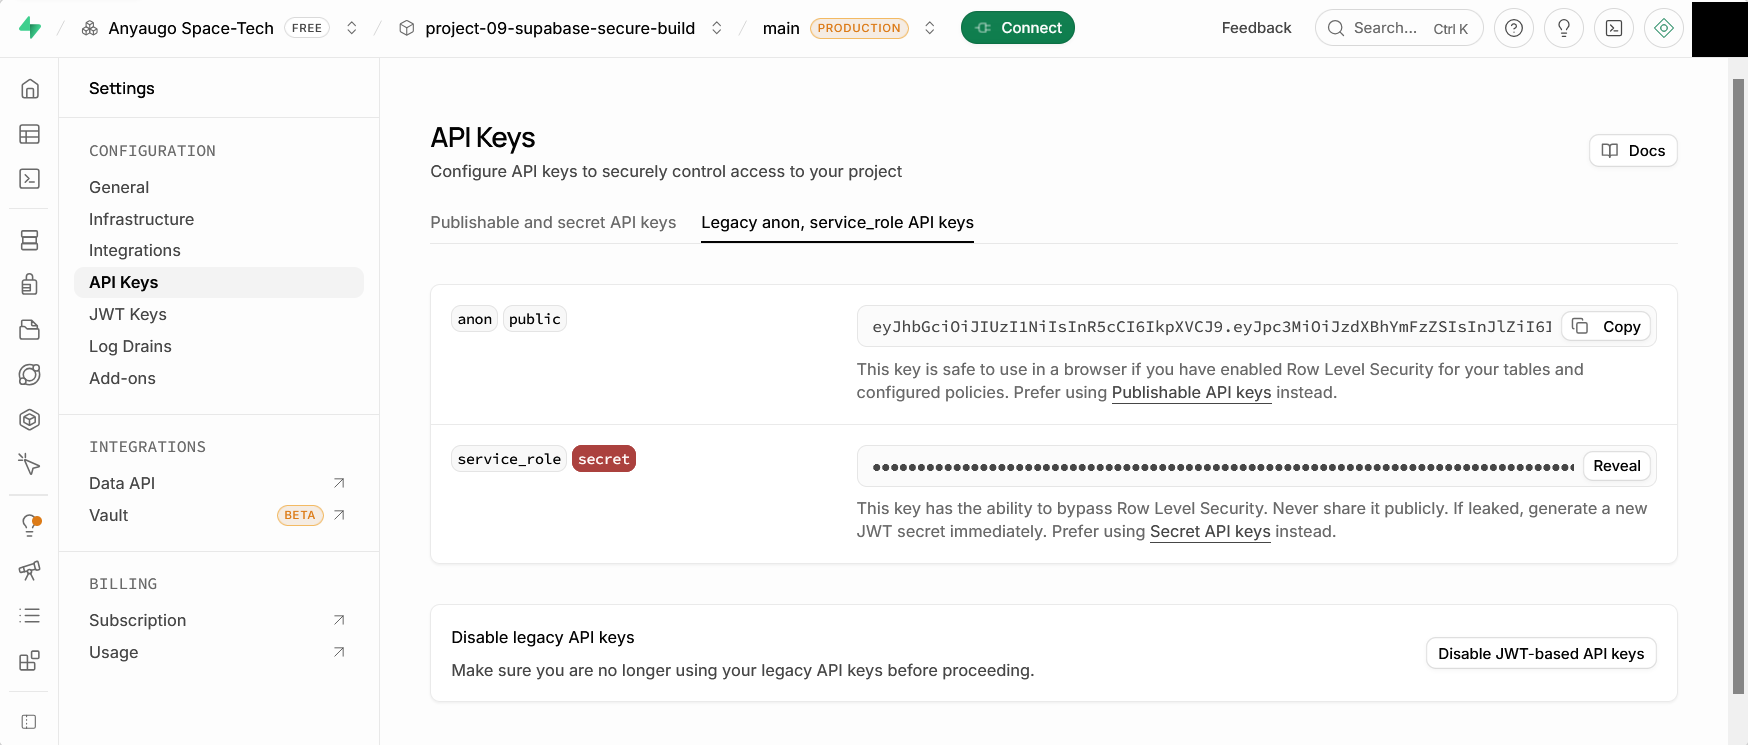 Anyaugo Space-Tech FREE project-09-supabase-secure-build main PRODUCTION Connect Feedback Search... Ctrl K
Settings
CONFIGURATION
General
Infrastructure
Integrations
API Keys
JWT Keys
Log Drains
Add-ons
INTEGRATIONS
Data API
Vault BETA
BILLING
Subscription
Usage
API Keys
Configure API keys to securely control access to your project
Docs
Publishable and secret API keys Legacy anon, service_role API keys
anon public
eyJhbGciOiJIUzI1NiIsInR5cCI6IkpXVCJ9.eyJpc3MiOiJzdXBhYmFzZSIsInJlZiI6I Copy
This key is safe to use in a browser if you have enabled Row Level Security for your tables and
configured policies. Prefer using Publishable API keys instead.
service_role secret
Reveal
This key has the ability to bypass Row Level Security. Never share it publicly. If leaked, generate a new
JWT secret immediately. Prefer using Secret API keys instead.
Disable legacy API keys
Make sure you are no longer using your legacy API keys before proceeding.
Disable JWT-based API keys